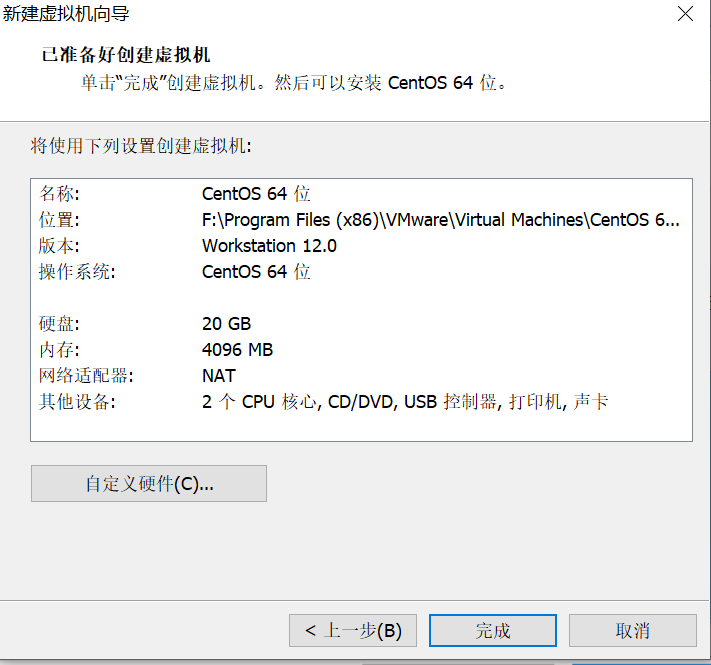 新建虚拟机向导
已准备好创建虚拟机
单击“完成”创建虚拟机。然后可以安装 CentOS 64 位。
将使用下列设置创建虚拟机:
名称: CentOS 64 位
位置: F:\Program Files (x86)\VMware\Virtual Machines\CentOS 6...
版本: Workstation 12.0
操作系统: CentOS 64 位
硬盘: 20 GB
内存: 4096 MB
网络适配器: NAT
其他设备: 2 个 CPU 核心, CD/DVD, USB 控制器, 打印机, 声卡
自定义硬件(C)...
< 上一步(B) 完成 取消